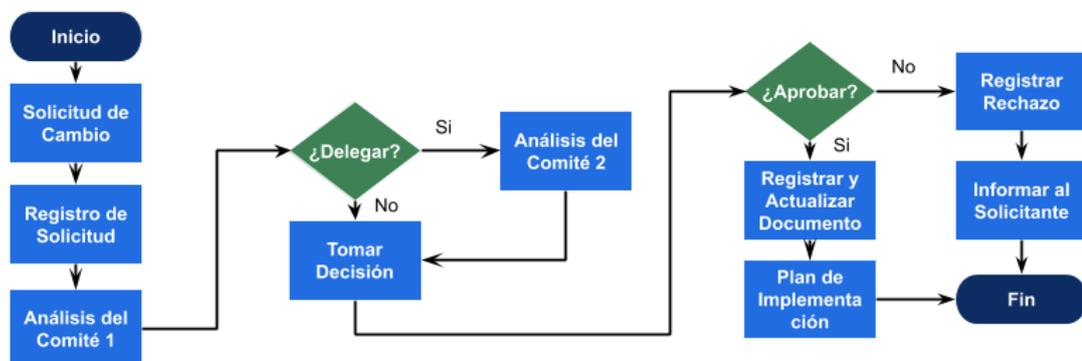 Inicio
Solicitud de
Cambio
Registro de
Solicitud
Análisis del
Comité 1
¿Delegar?
Si
Análisis del
Comité 2
No
Tomar
Decisión
¿Aprobar?
No
Registrar
Rechazo
Si
Registrar y
Actualizar
Documento
Informar al
Solicitante
Plan de
Implementa
ción
Fin